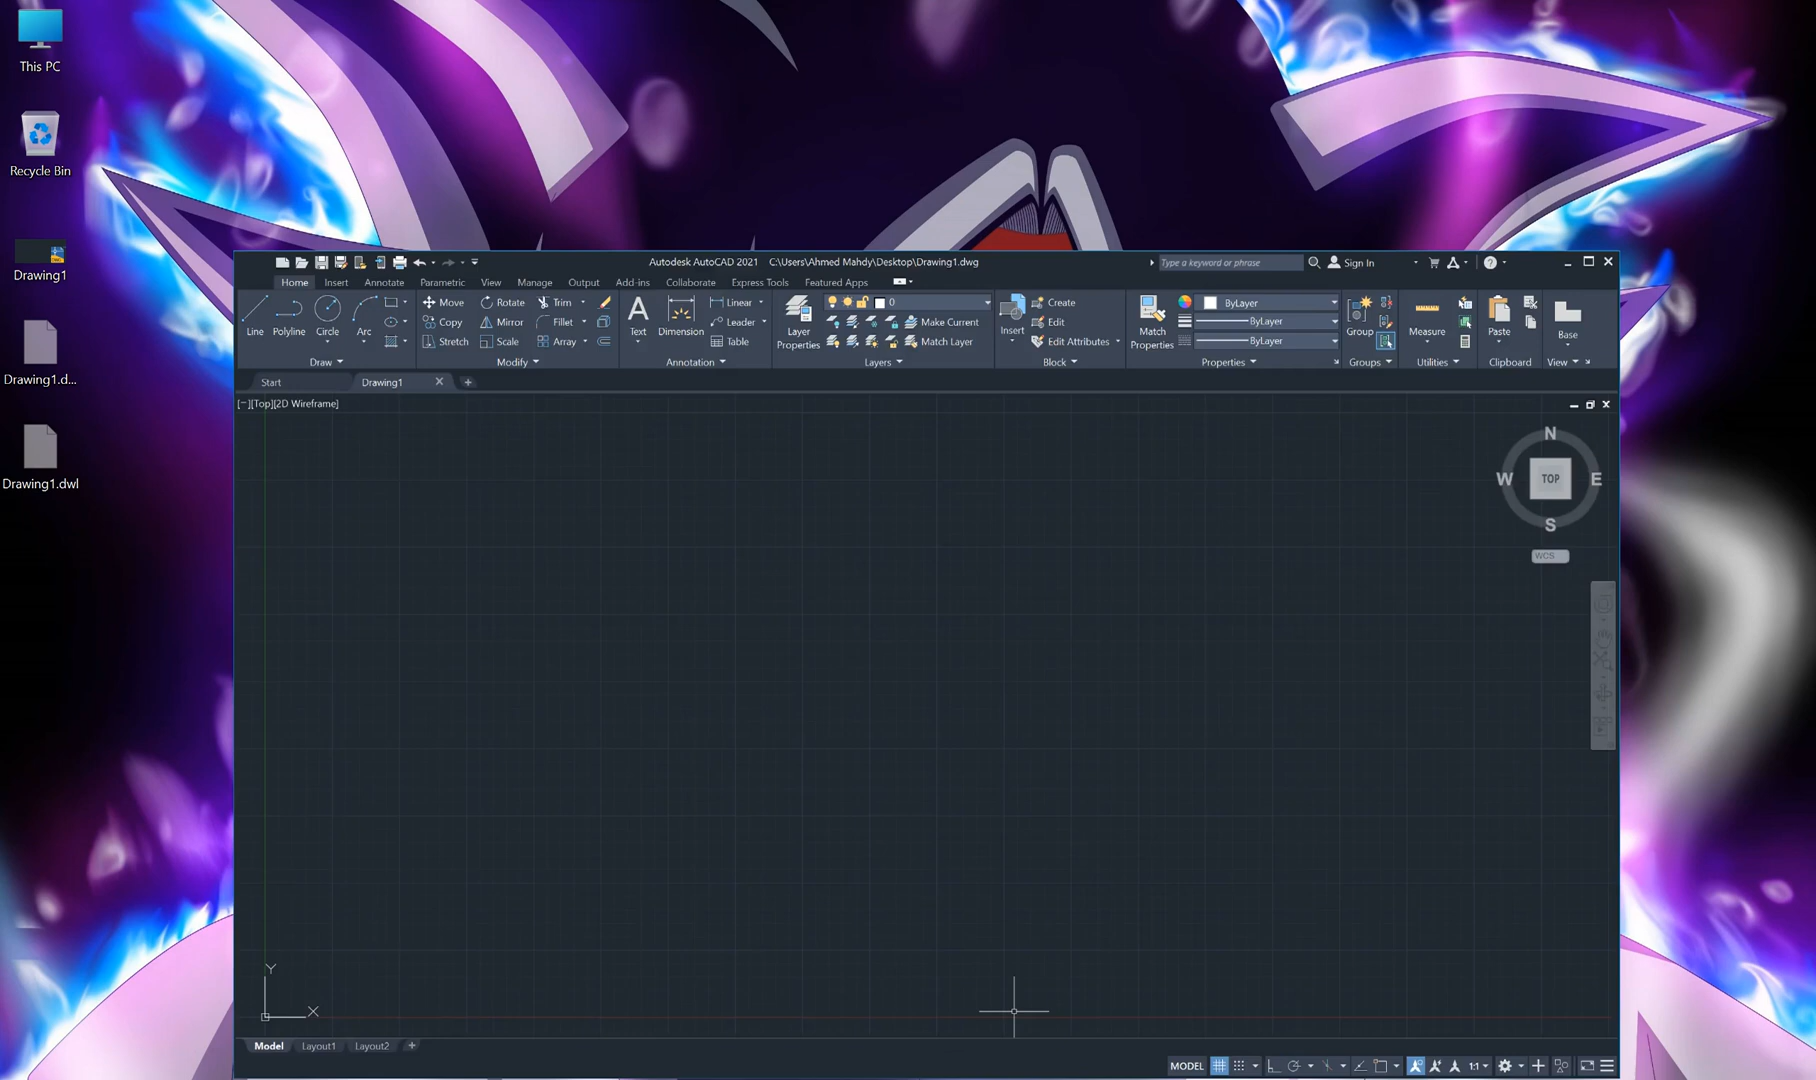 This PC
Recycle Bin
Drawing1
Drawing1.d...
Drawing1.dwl
Autodesk AutoCAD 2021 C:\Users\Ahmed Mahdy\Desktop\Drawing1.dwg
Type a keyword or phrase
Sign In
Home Insert Annotate Parametric View Manage Output Add-ins Collaborate Express Tools Featured Apps
Line Polyline Circle Arc
Draw
Move Rotate Trim
Copy Mirror Fillet
Stretch Scale Array
Modify
Text Dimension
Linear
Leader
Table
Annotation
Layer Properties
0
Make Current
Match Layer
Layers
Insert
Create
Edit
Edit Attributes
Block
Match Properties
ByLayer
ByLayer
ByLayer
Properties
Group
Groups
Measure
Utilities
Paste
Clipboard
Base
View
Start Drawing1
[−][Top][2D Wireframe]
N
W TOP E
S
WCS
Y
X
Model Layout1 Layout2
MODEL 1:1